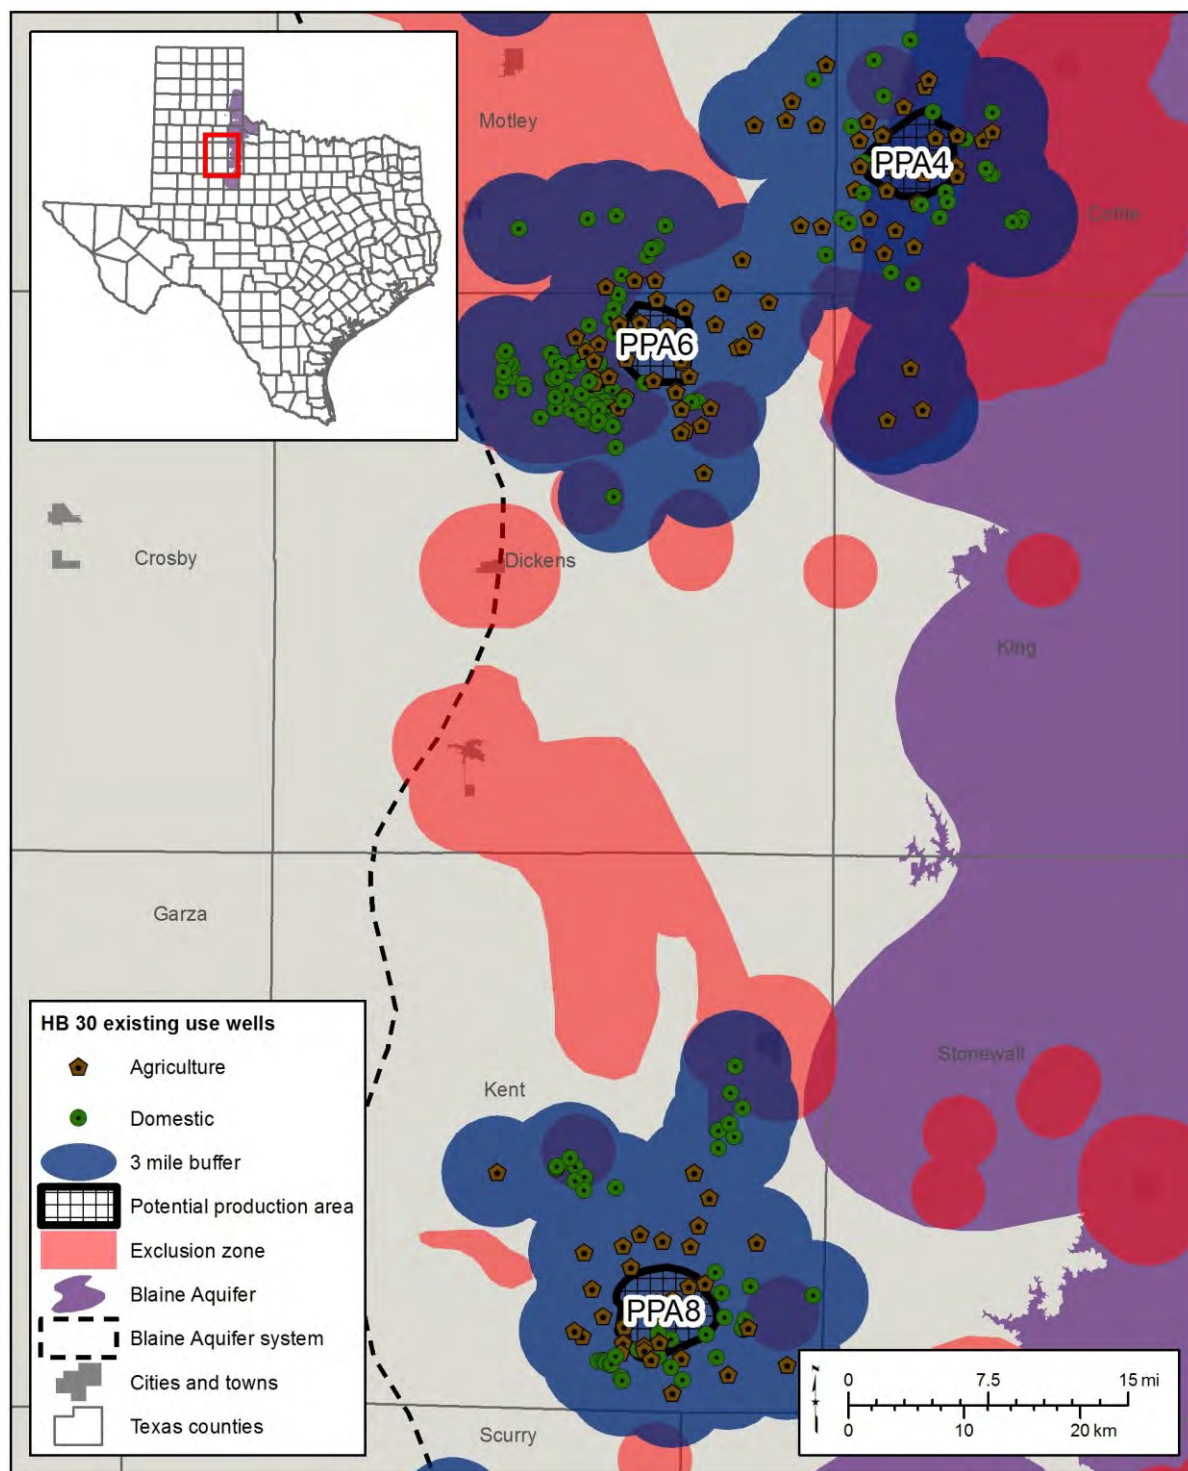 Motley
PPA4
Cottle
PPA6
Crosby
Dickens
King
Garza
Stonewall
Kent
PPA8
Scurry
HB 30 existing use wells
Agriculture
Domestic
3 mile buffer
Potential production area
Exclusion zone
Blaine Aquifer
Blaine Aquifer system
Cities and towns
Texas counties
0 7.5 15 mi
0 10 20 km